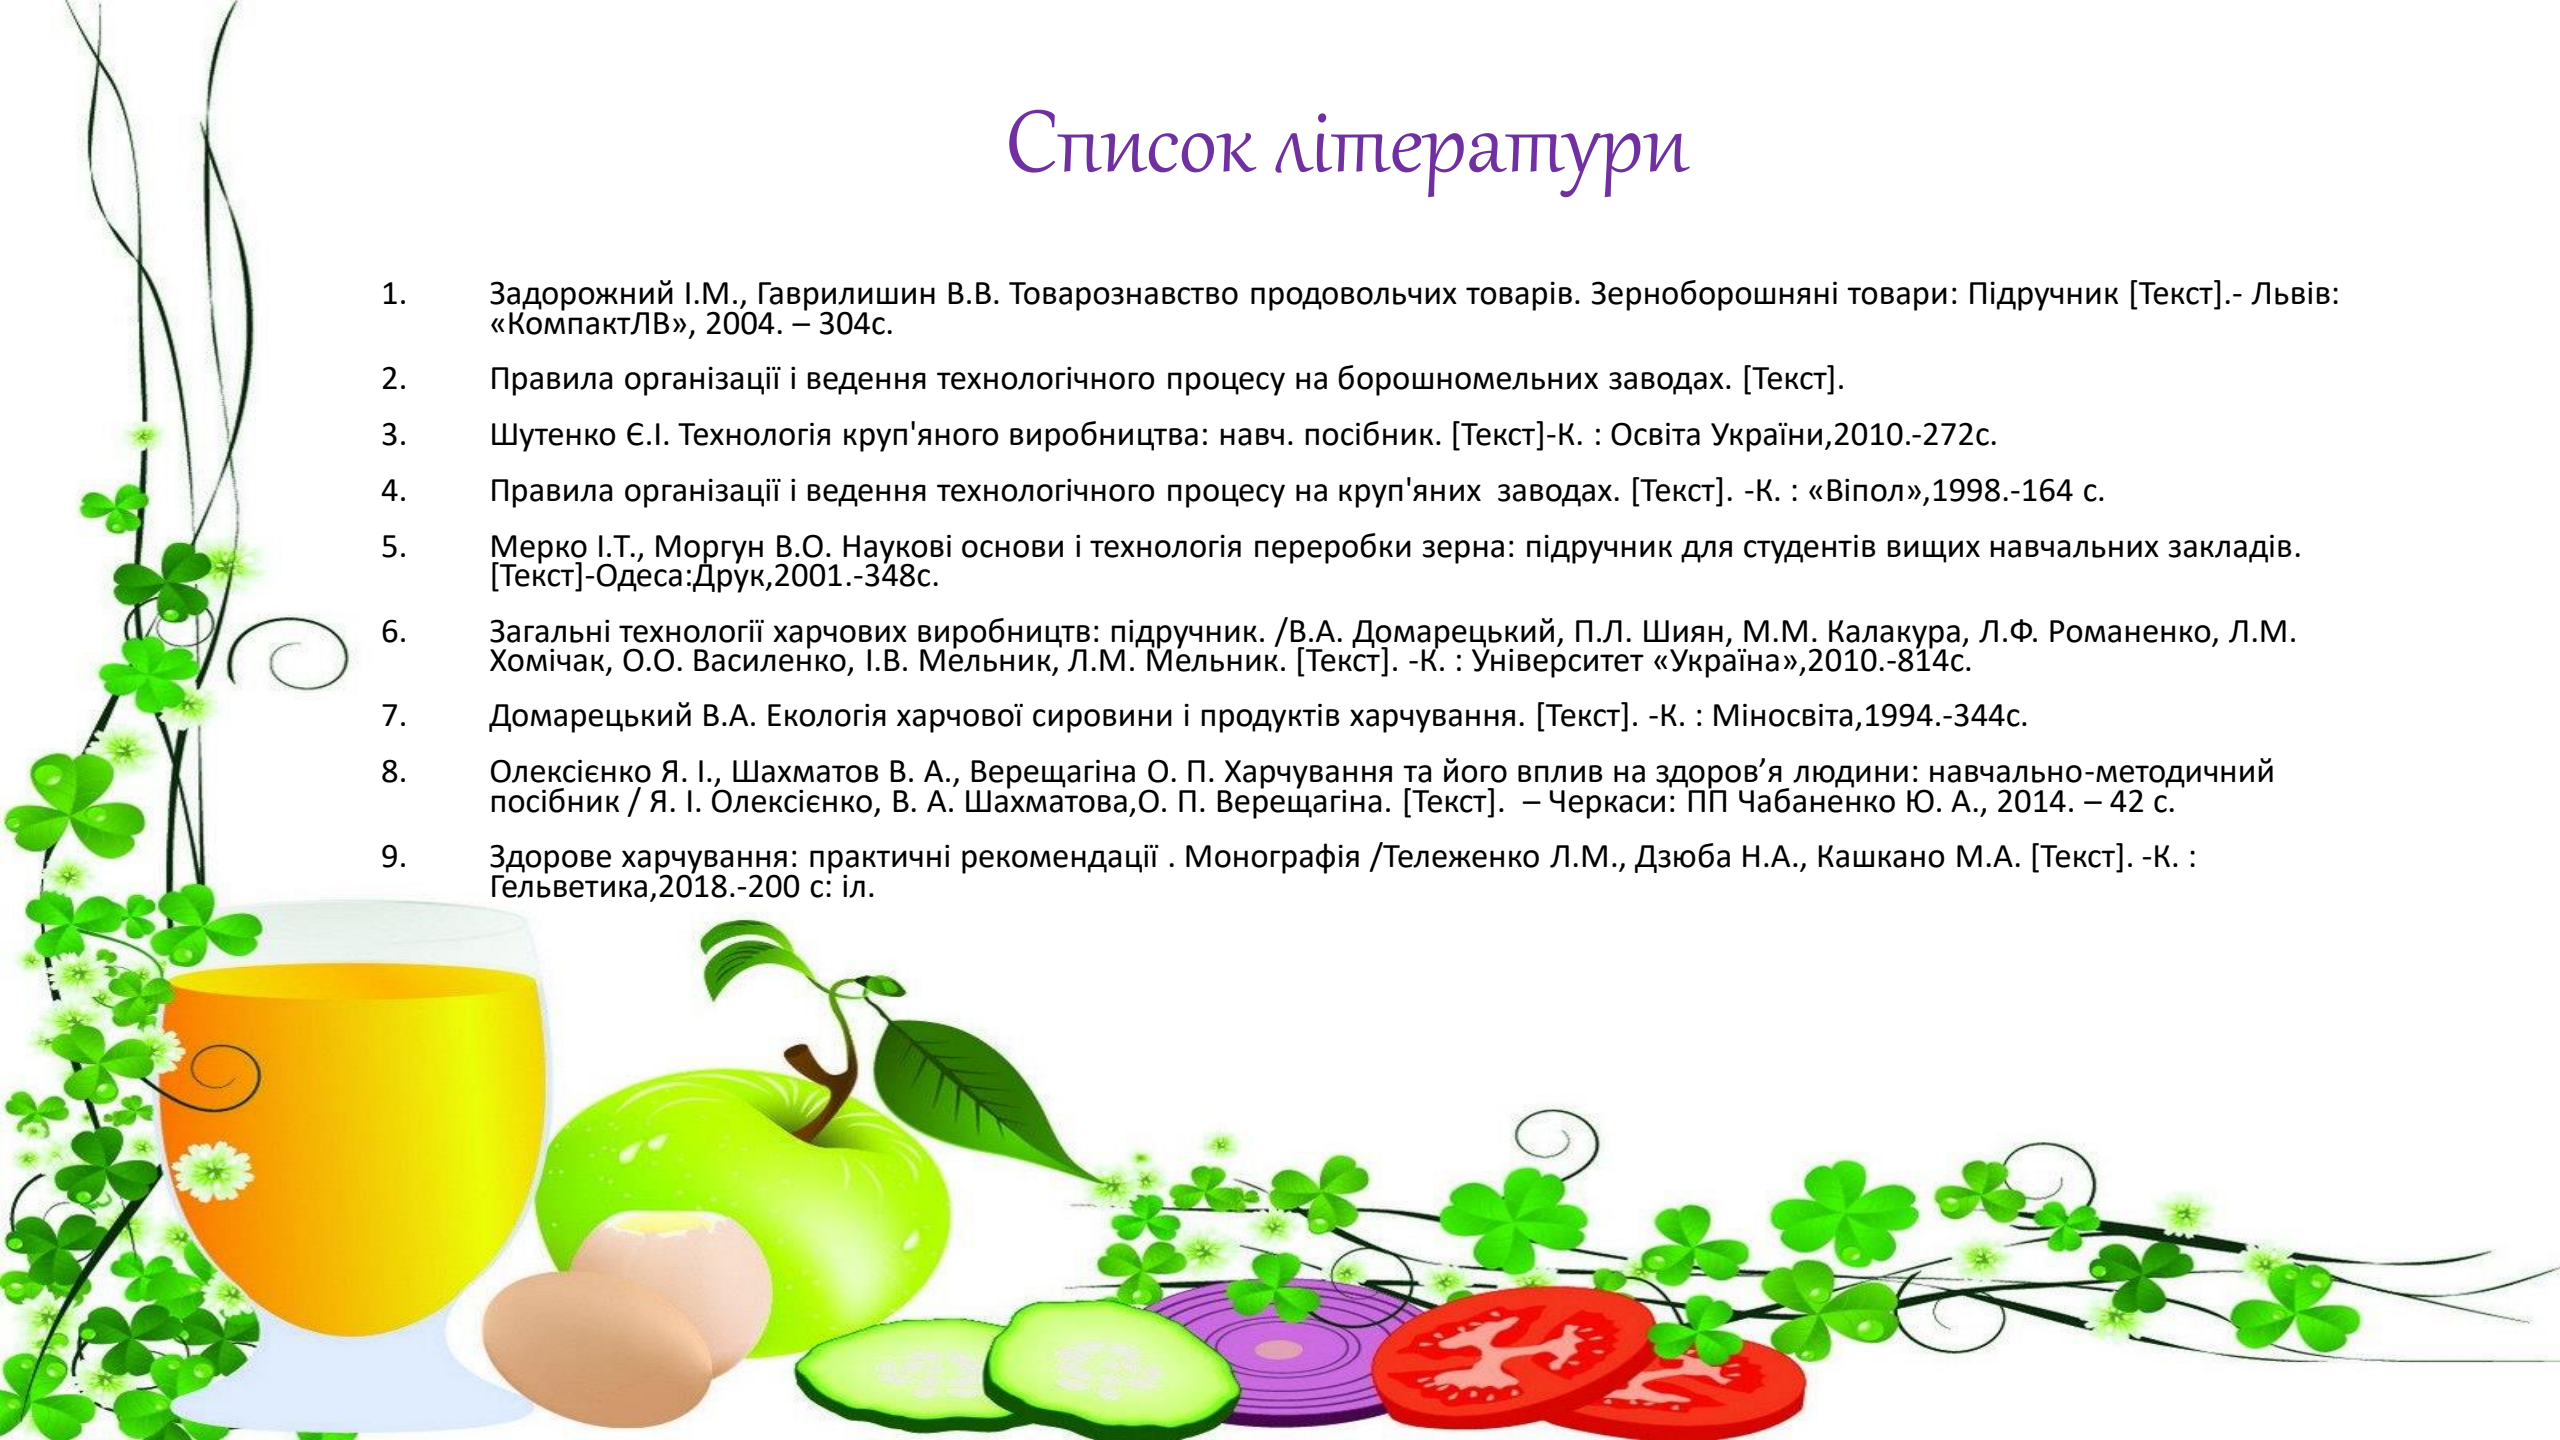 Список літератури
1. Задорожний І.М., Гаврилишин В.В. Товарознавство продовольчих товарів. Зерноборошняні товари: Підручник [Текст].- Львів:
«КомпактЛВ», 2004. – 304с.
2. Правила організації і ведення технологічного процесу на борошномельних заводах. [Текст].
3. Шутенко Є.І. Технологія круп'яного виробництва: навч. посібник. [Текст]-К. : Освіта України,2010.-272с.
4. Правила організації і ведення технологічного процесу на круп'яних  заводах. [Текст]. -К. : «Віпол»,1998.-164 с.
5. Мерко І.Т., Моргун В.О. Наукові основи і технологія переробки зерна: підручник для студентів вищих навчальних закладів.
[Текст]-Одеса:Друк,2001.-348с.
6. Загальні технології харчових виробництв: підручник. /В.А. Домарецький, П.Л. Шиян, М.М. Калакура, Л.Ф. Романенко, Л.М.
Хомічак, О.О. Василенко, І.В. Мельник, Л.М. Мельник. [Текст]. -К. : Університет «Україна»,2010.-814с.
7. Домарецький В.А. Екологія харчової сировини і продуктів харчування. [Текст]. -К. : Міносвіта,1994.-344с.
8. Олексієнко Я. І., Шахматов В. А., Верещагіна О. П. Харчування та його вплив на здоров’я людини: навчально-методичний
посібник / Я. І. Олексієнко, В. А. Шахматова,О. П. Верещагіна. [Текст].  – Черкаси: ПП Чабаненко Ю. А., 2014. – 42 с.
9. Здорове харчування: практичні рекомендації . Монографія /Тележенко Л.М., Дзюба Н.А., Кашкано М.А. [Текст]. -К. :
Гельветика,2018.-200 с: іл.